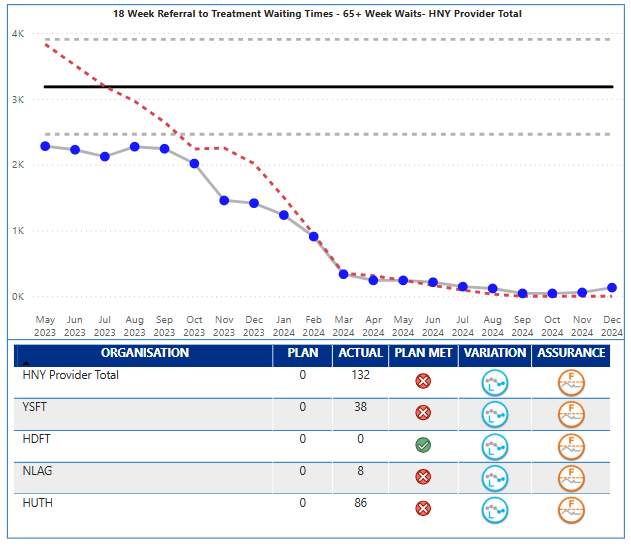 18 Week Referral to Treatment Waiting Times - 65+ Week Waits- HNY Provider Total
4K
3K
2K
1K
0K
May Jun Jul Aug Sep Oct Nov Dec Jan Feb Mar Apr May Jun Jul Aug Sep Oct Nov Dec
2023 2023 2023 2023 2023 2023 2023 2023 2024 2024 2024 2024 2024 2024 2024 2024 2024 2024 2024 2024
ORGANISATION PLAN ACTUAL PLAN MET VARIATION ASSURANCE
HNY Provider Total 0 132 L F
YSFT 0 38 L F
HDFT 0 0 L F
NLAG 0 8 L F
HUTH 0 86 L F